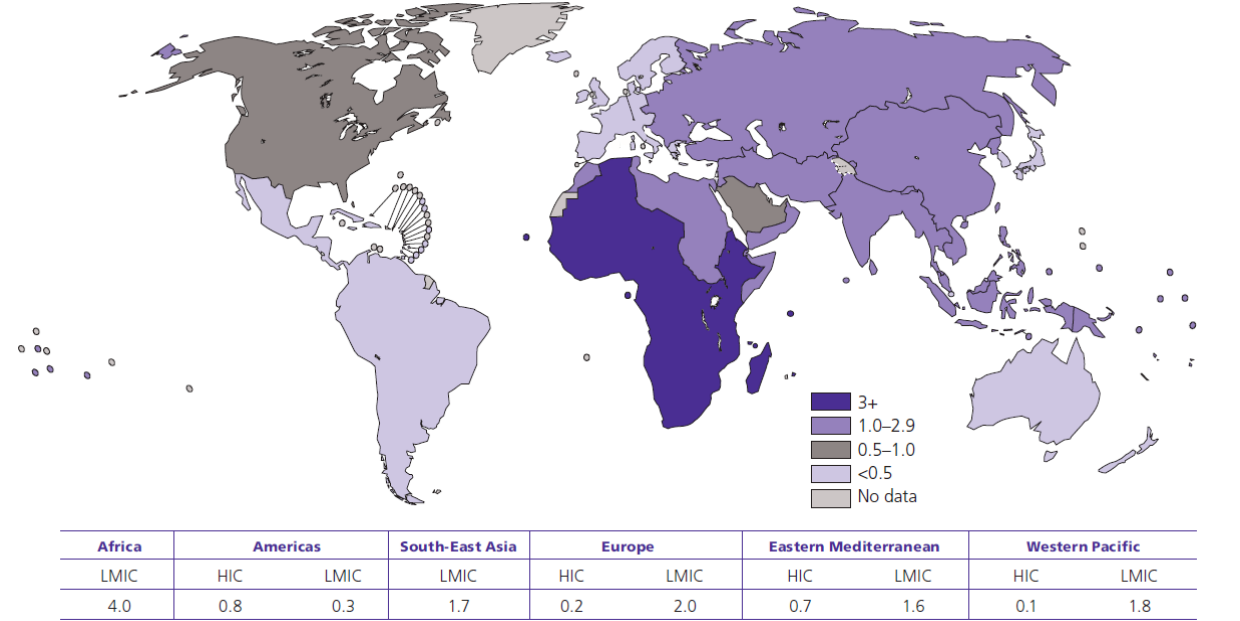 3+
1.0–2.9
0.5–1.0
<0.5
No data
Africa Americas South-East Asia Europe Eastern Mediterranean Western Pacific
LMIC HIC LMIC LMIC HIC LMIC HIC LMIC HIC LMIC
4.0 0.8 0.3 1.7 0.2 2.0 0.7 1.6 0.1 1.8